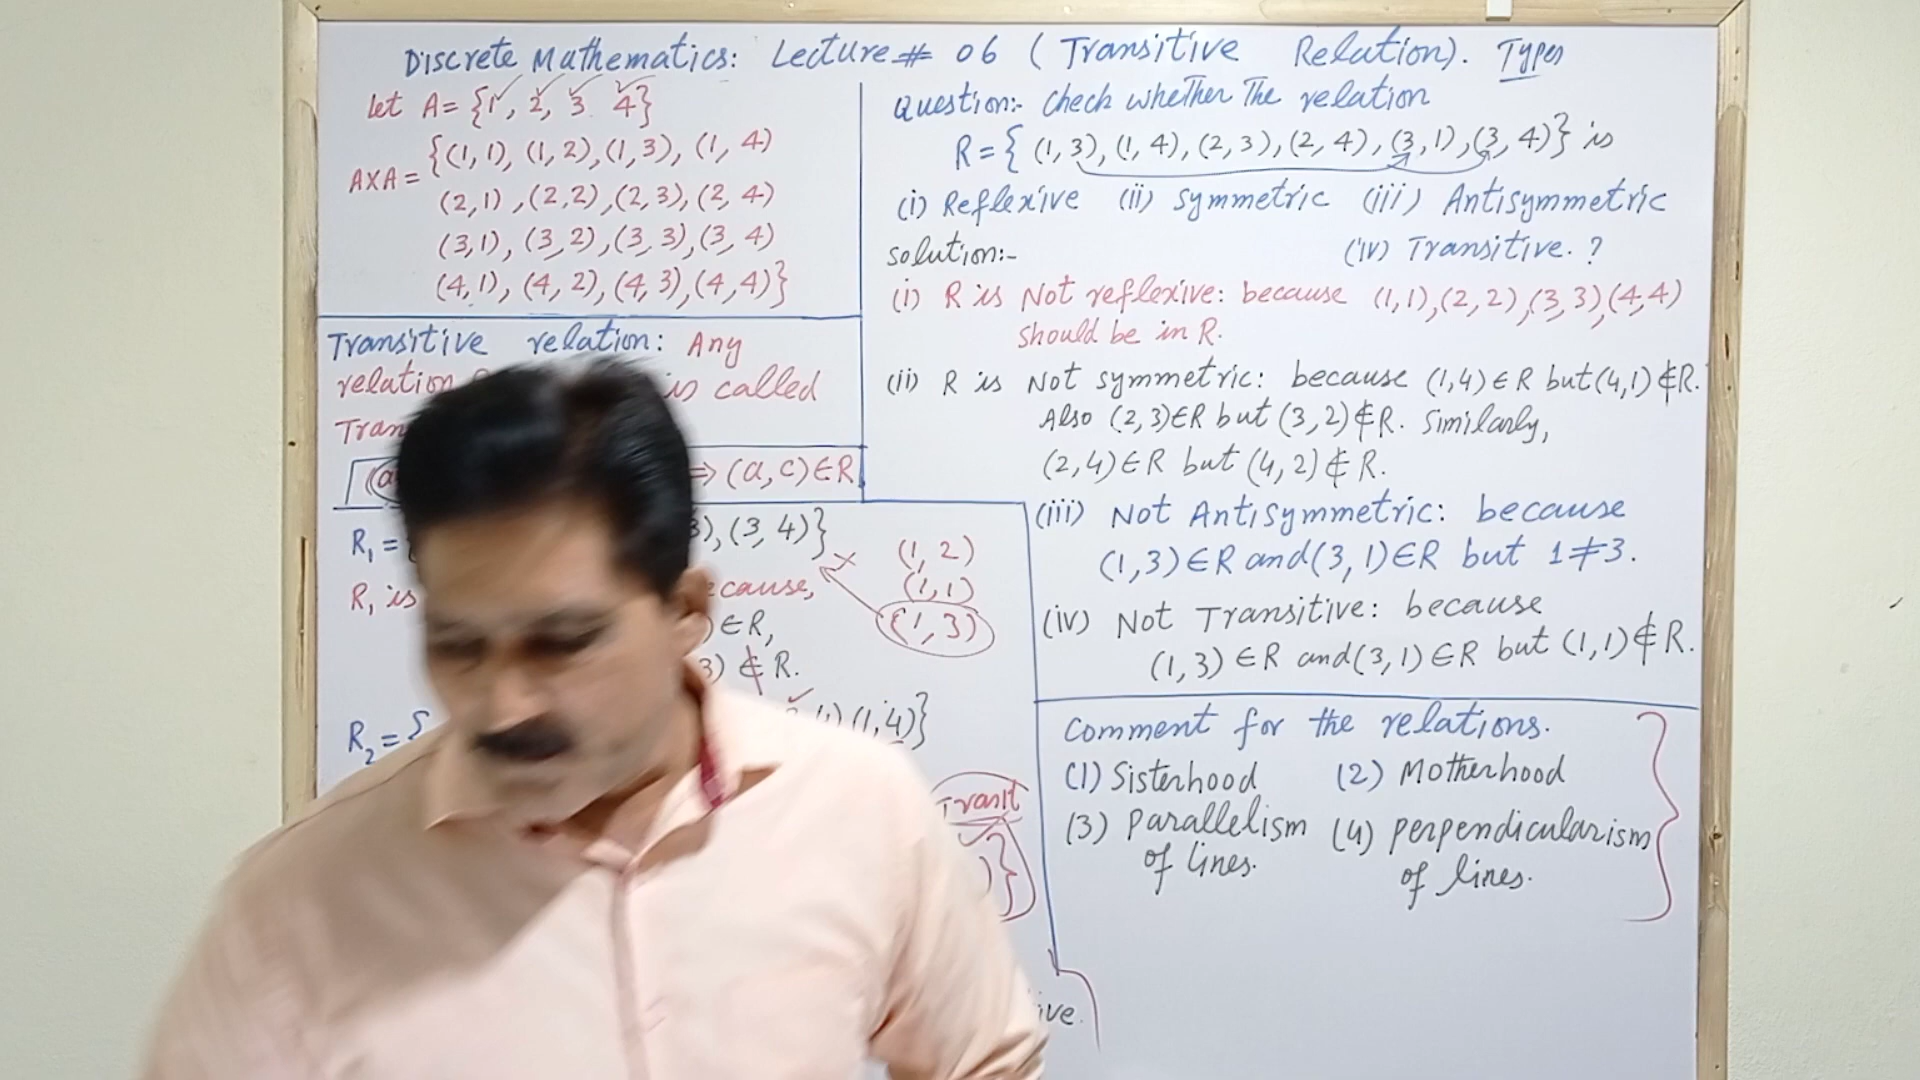 Discrete Mathematics: Lecture# 06 (Transitive Relation). Types
let A = {1, 2, 3 4}
AXA = {(1, 1), (1, 2), (1, 3), (1, 4)
(2, 1), (2, 2), (2, 3), (2, 4)
(3, 1), (3, 2), (3, 3), (3, 4)
(4, 1), (4, 2), (4, 3), (4, 4)}
Transitive relation: Any
relation is called
Tran
(a ⇒ (a, c) ∈ R
R₁ = { 3), (3, 4)}
R₁ is ecause,
) ∈ R,
3) ∉ R.
(1, 2)
(1, 1)
(1, 3)
R₂ = { (1, 4)}
Transit
)}
ive.
Question:- Check whether The relation
R = { (1, 3), (1, 4), (2, 3), (2, 4), (3, 1), (3, 4)} is
(i) Reflexive (ii) Symmetric (iii) Antisymmetric
solution:- (iv) Transitive. ?
(i) R is Not reflexive: because (1, 1), (2, 2), (3, 3), (4, 4)
should be in R.
(ii) R is Not symmetric: because (1, 4) ∈ R but (4, 1) ∉ R.
Also (2, 3) ∈ R but (3, 2) ∉ R. Similarly,
(2, 4) ∈ R but (4, 2) ∉ R.
(iii) Not Antisymmetric: because
(1, 3) ∈ R and (3, 1) ∈ R but 1 ≠ 3.
(iv) Not Transitive: because
(1, 3) ∈ R and (3, 1) ∈ R but (1, 1) ∉ R.
Comment for the relations.
(1) Sisterhood (2) Motherhood
(3) Parallelism (4) Perpendicularism
of lines. of lines.